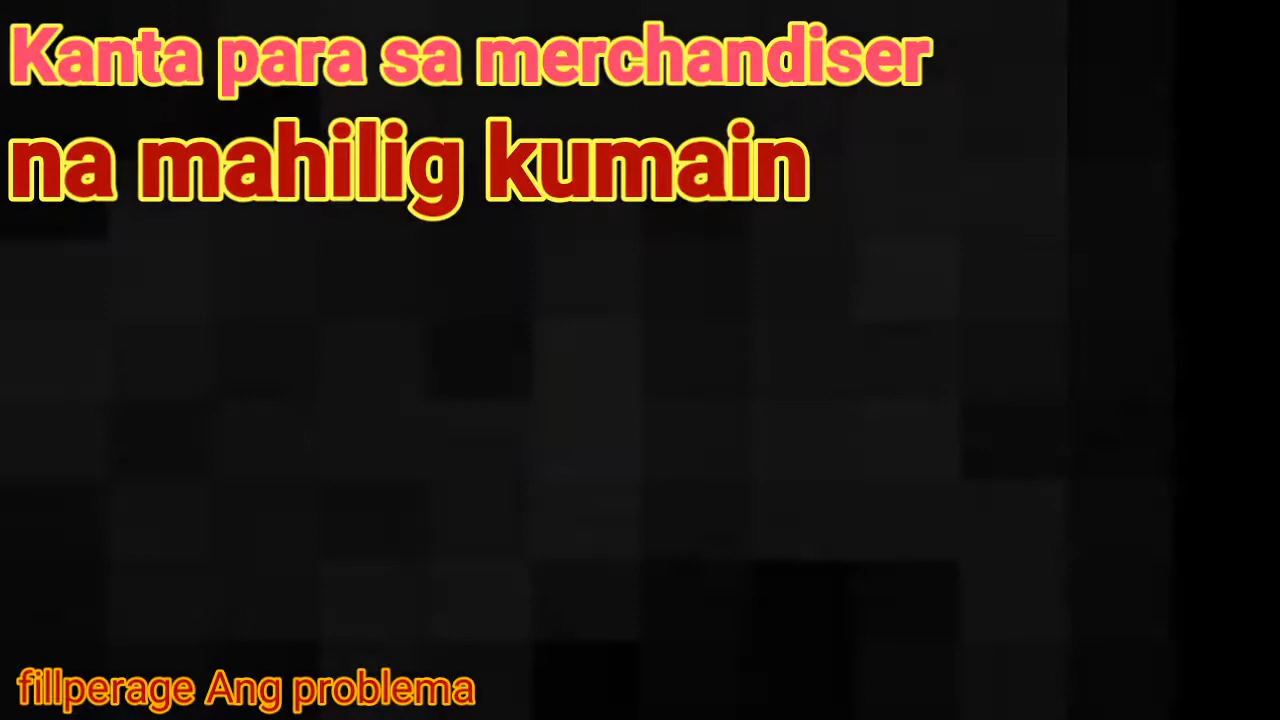 Kanta para sa merchandiser
na mahilig kumain
fillperage Ang problema